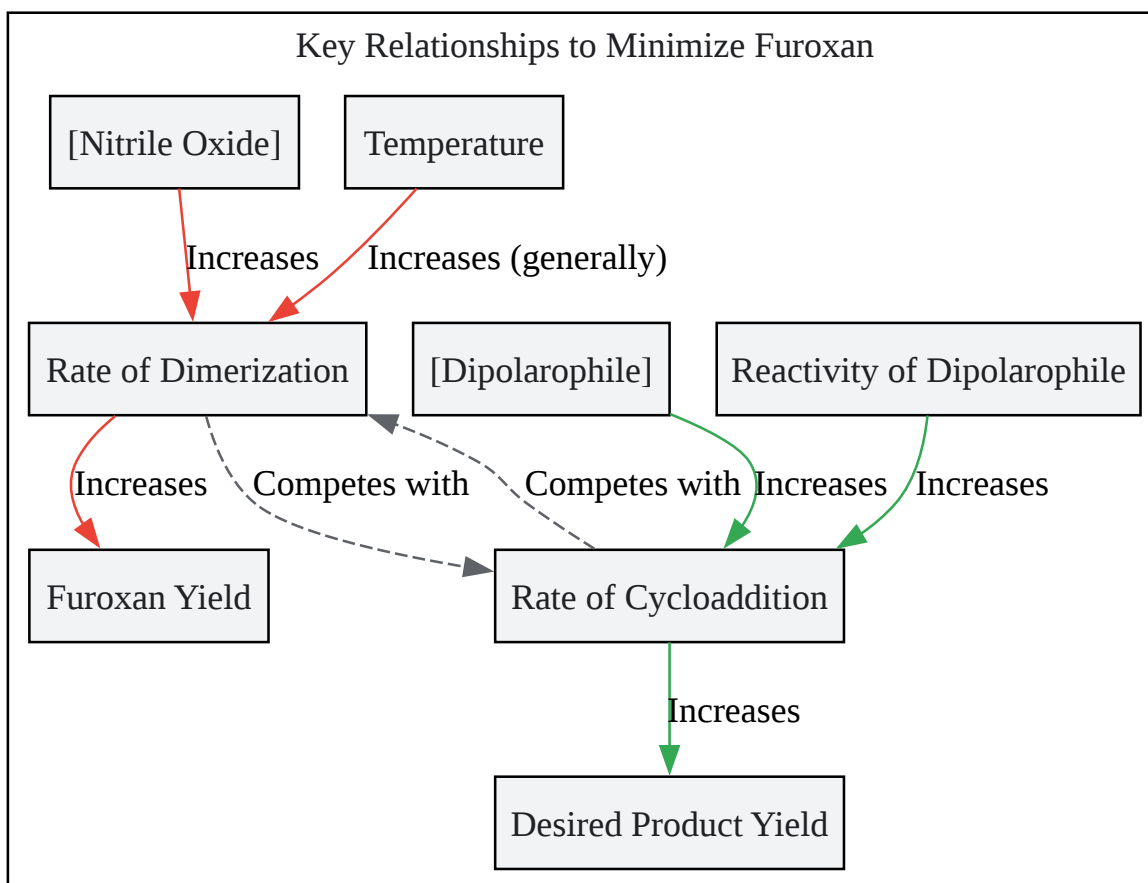 Key Relationships to Minimize Furoxan
[Nitrile Oxide]
Temperature
Increases
Increases (generally)
Rate of Dimerization
[Dipolarophile]
Reactivity of Dipolarophile
Increases
Competes with
Competes with
Increases
Increases
Furoxan Yield
Rate of Cycloaddition
Increases
Desired Product Yield